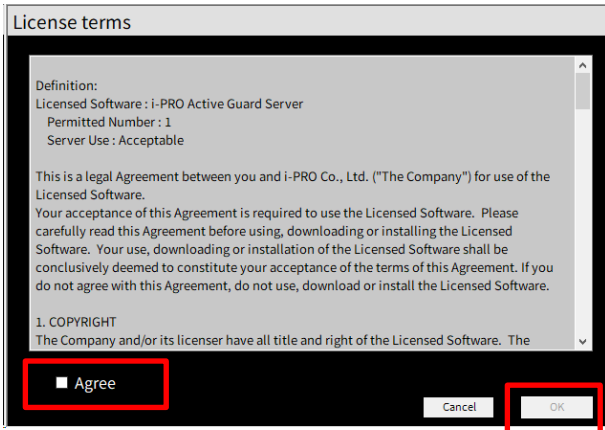 License terms
Definition:
Licensed Software : i-PRO Active Guard Server
Permitted Number : 1
Server Use : Acceptable
This is a legal Agreement between you and i-PRO Co., Ltd. ("The Company") for use of the
Licensed Software.
Your acceptance of this Agreement is required to use the Licensed Software.  Please
carefully read this Agreement before using, downloading or installing the Licensed
Software.  Your use, downloading or installation of the Licensed Software shall be
conclusively deemed to constitute your acceptance of the terms of this Agreement. If you
do not agree with this Agreement, do not use, download or install the Licensed Software.
1. COPYRIGHT
The Company and/or its licenser have all title and right of the Licensed Software.  The
Agree
Cancel
OK